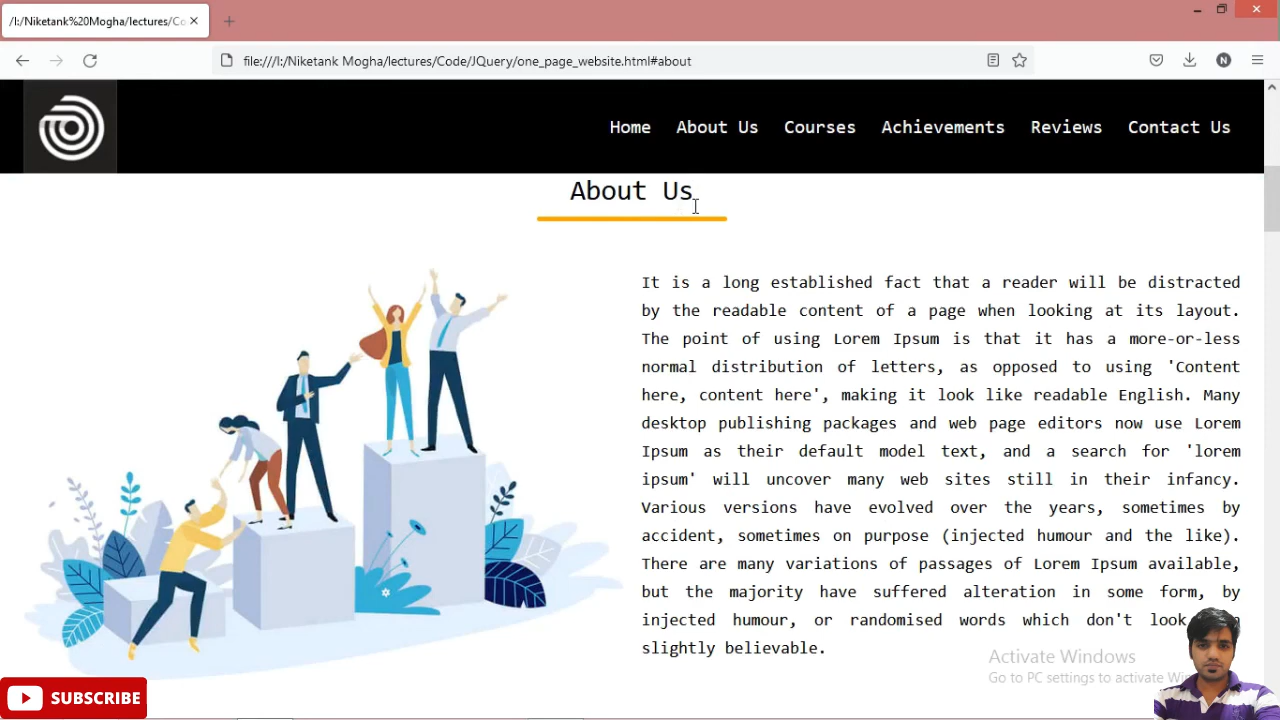 /I:/Niketank%20Mogha/lectures/Co
file:///I:/Niketank Mogha/lectures/Code/JQuery/one_page_website.html#about
N
Home About Us Courses Achievements Reviews Contact Us
About Us
It is a long established fact that a reader will be distracted
by the readable content of a page when looking at its layout.
The point of using Lorem Ipsum is that it has a more-or-less
normal distribution of letters, as opposed to using 'Content
here, content here', making it look like readable English. Many
desktop publishing packages and web page editors now use Lorem
Ipsum as their default model text, and a search for 'lorem
ipsum' will uncover many web sites still in their infancy.
Various versions have evolved over the years, sometimes by
accident, sometimes on purpose (injected humour and the like).
There are many variations of passages of Lorem Ipsum available,
but the majority have suffered alteration in some form, by
injected humour, or randomised words which don't look
slightly believable.
Activate Windows
Go to PC settings to activate
SUBSCRIBE